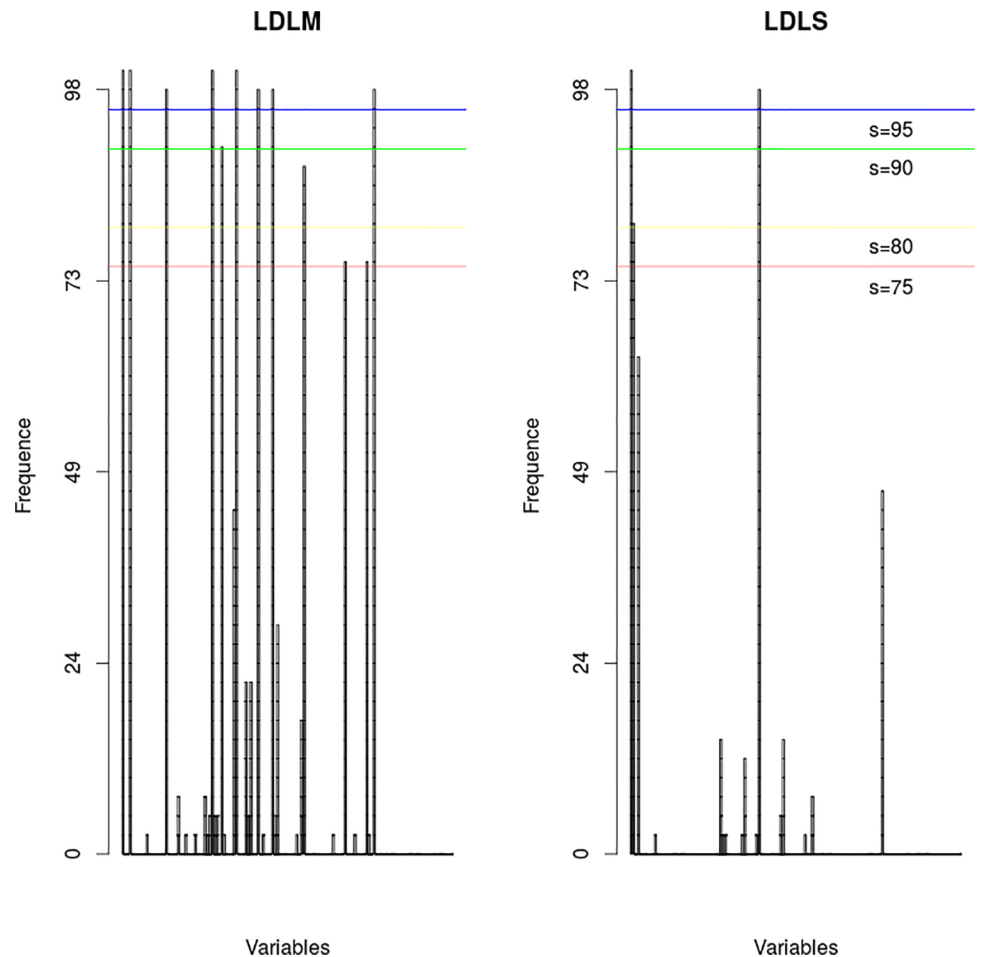 LDLM
98
73
49
24
0
Frequence
Variables
LDLS
98
73
49
24
0
Frequence
s=95
s=90
s=80
s=75
Variables